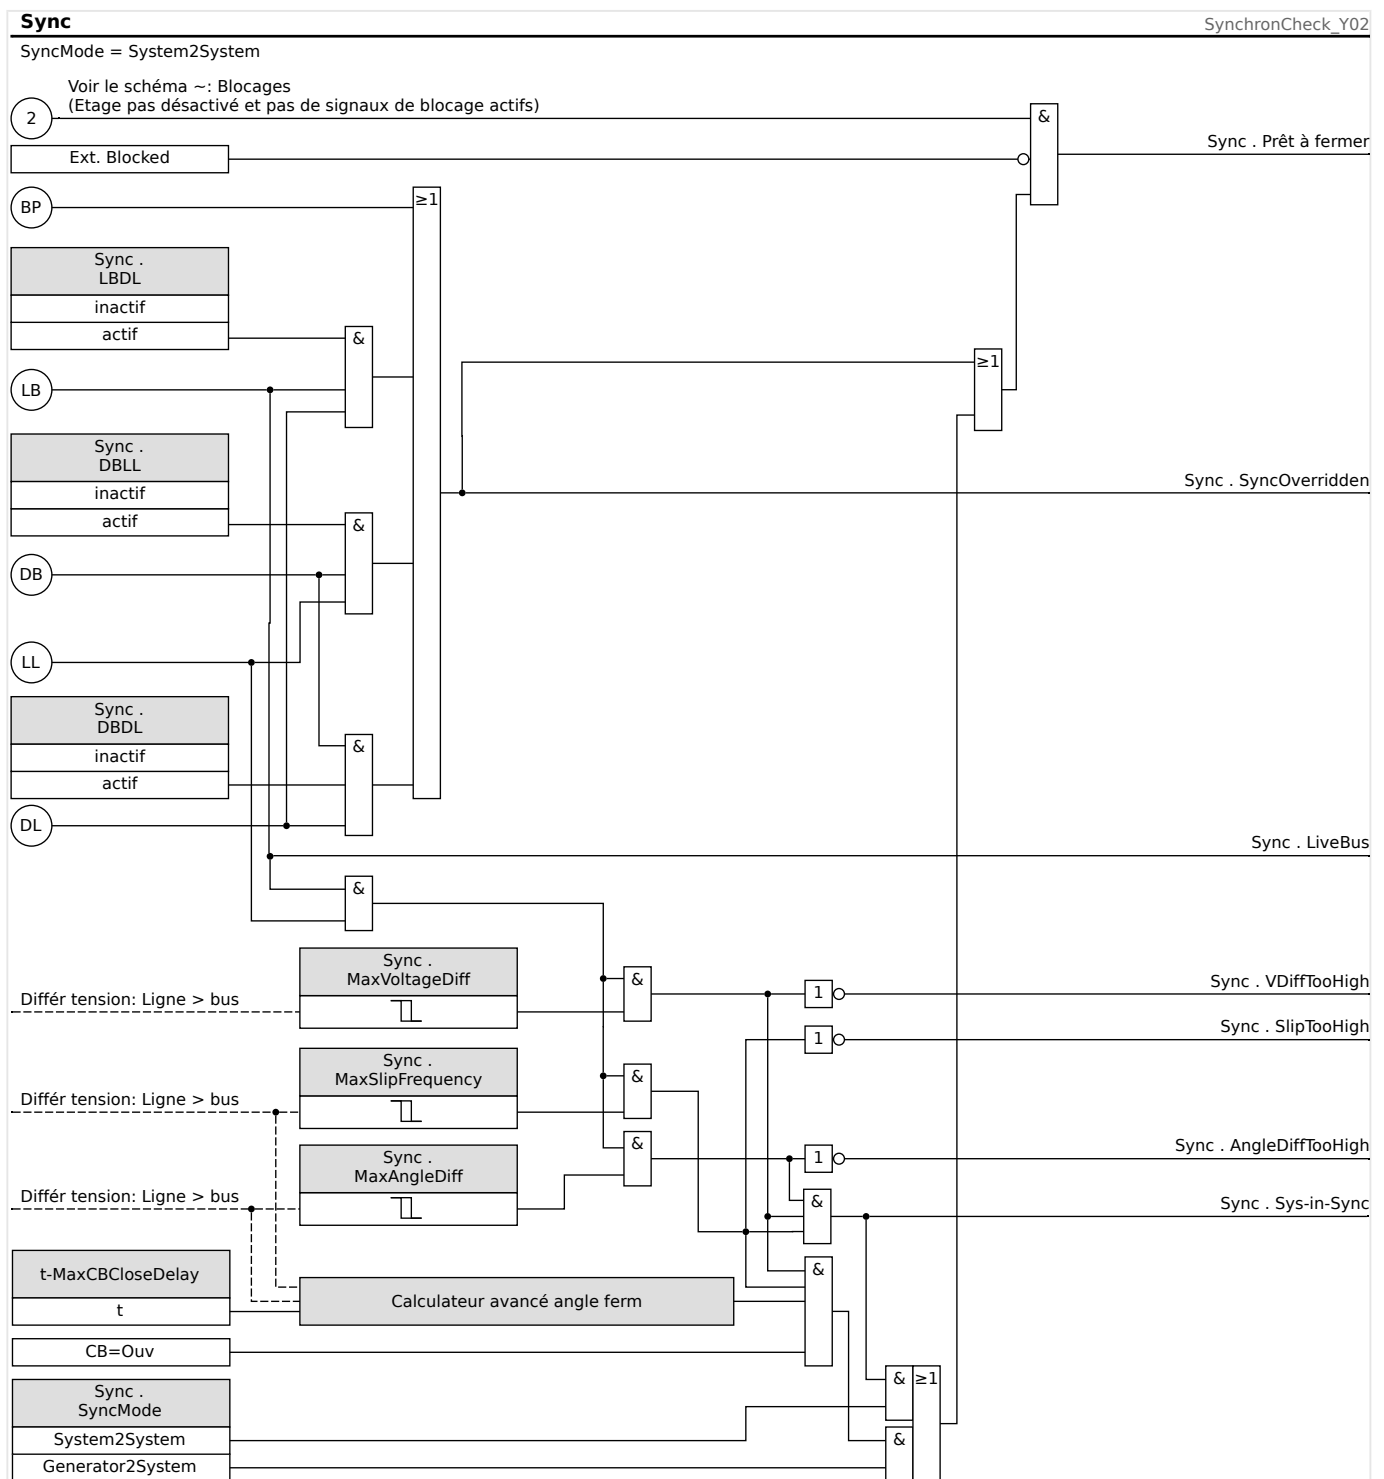 Sync
SynchronCheck_Y02
SyncMode = System2System
Voir le schéma ~: Blocages
(Etage pas désactivé et pas de signaux de blocage actifs)
2
&
Sync . Prêt à fermer
Ext. Blocked
BP
≥1
Sync .
LBDL
inactif
actif
&
≥1
LB
Sync .
DBLL
inactif
actif
&
Sync . SyncOverridden
DB
LL
Sync .
DBDL
inactif
actif
&
DL
Sync . LiveBus
&
Sync .
MaxVoltageDiff
Différ tension: Ligne > bus
&
1
Sync . VDiffTooHigh
1
Sync . SlipTooHigh
Sync .
MaxSlipFrequency
Différ tension: Ligne > bus
&
&
1
Sync . AngleDiffTooHigh
Sync .
MaxAngleDiff
Différ tension: Ligne > bus
&
Sync . Sys-in-Sync
t-MaxCBCloseDelay
t
&
Calculateur avancé angle ferm
CB=Ouv
Sync .
SyncMode
System2System
Generator2System
&
≥1
&